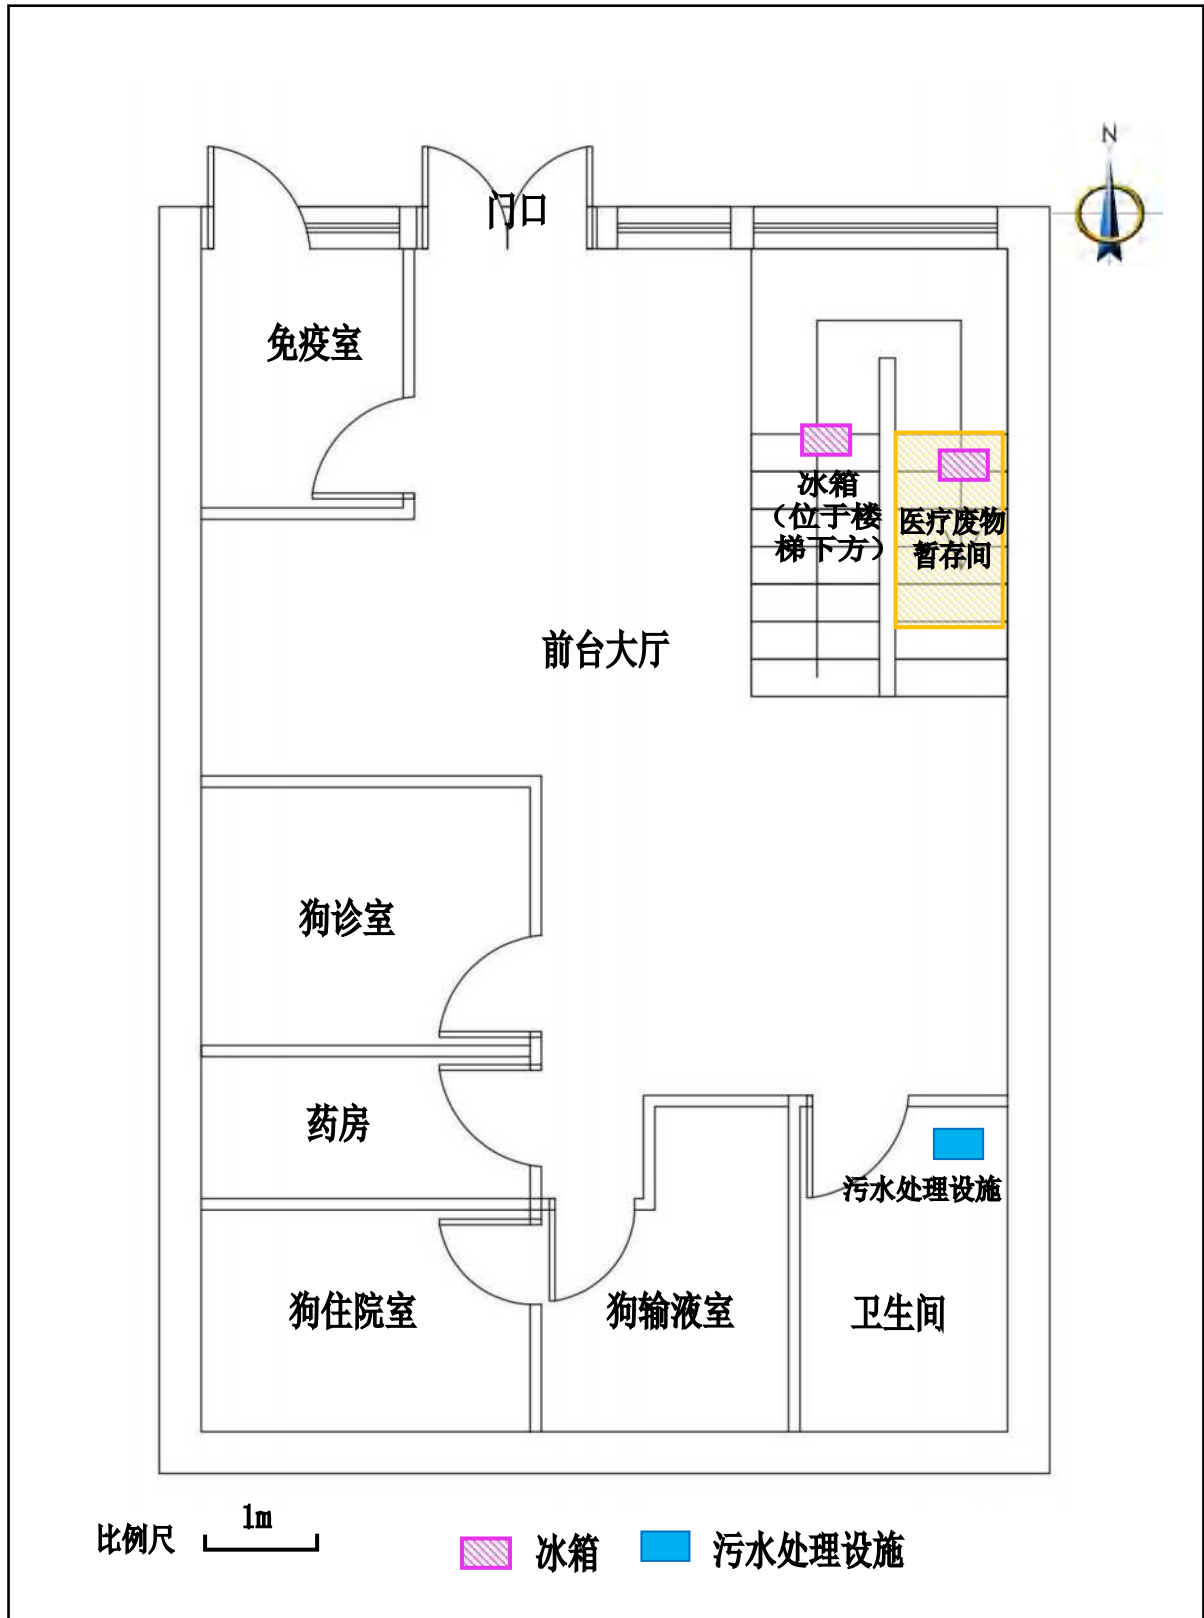 N
门口
免疫室
冰箱
（位于楼
梯下方）
医疗废物
暂存间
前台大厅
狗诊室
药房
污水处理设施
狗住院室
狗输液室
卫生间
比例尺
1m
冰箱
污水处理设施